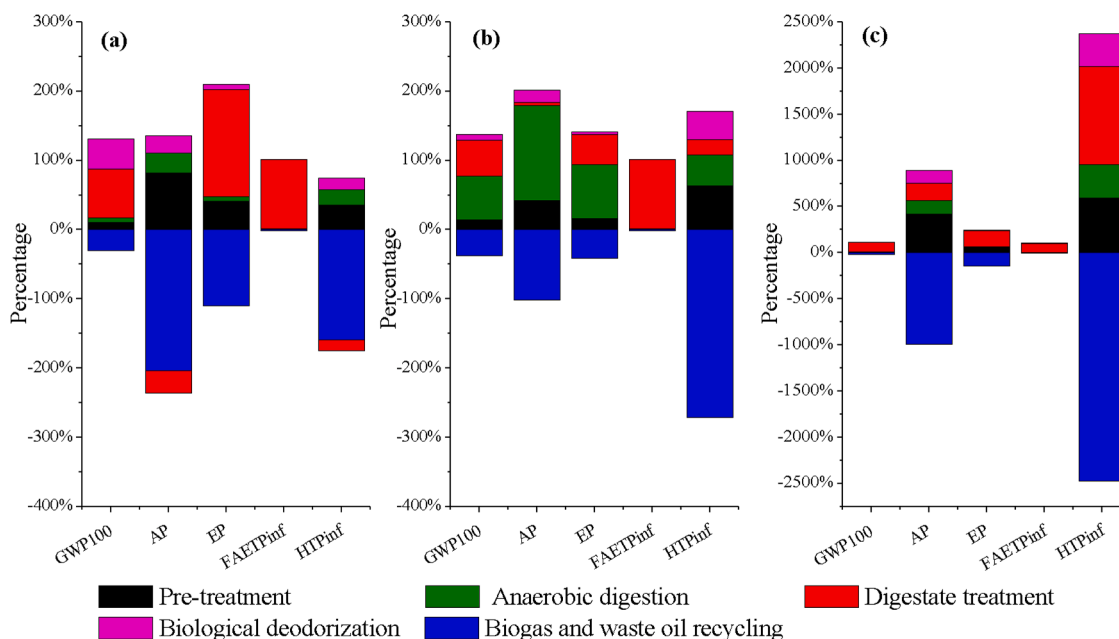 (a)
300%
200%
100%
0%
-100%
-200%
-300%
-400%
Percentage
GWP100
AP
EP
FAETPinf
HTPinf
(b)
300%
200%
100%
0%
-100%
-200%
-300%
-400%
Percentage
GWP100
AP
EP
FAETPinf
HTPinf
(c)
2500%
2000%
1500%
1000%
500%
0%
-500%
-1000%
-1500%
-2000%
-2500%
Percentage
GWP100
AP
EP
FAETPinf
HTPinf
Pre-treatment
Anaerobic digestion
Digestate treatment
Biological deodorization
Biogas and waste oil recycling